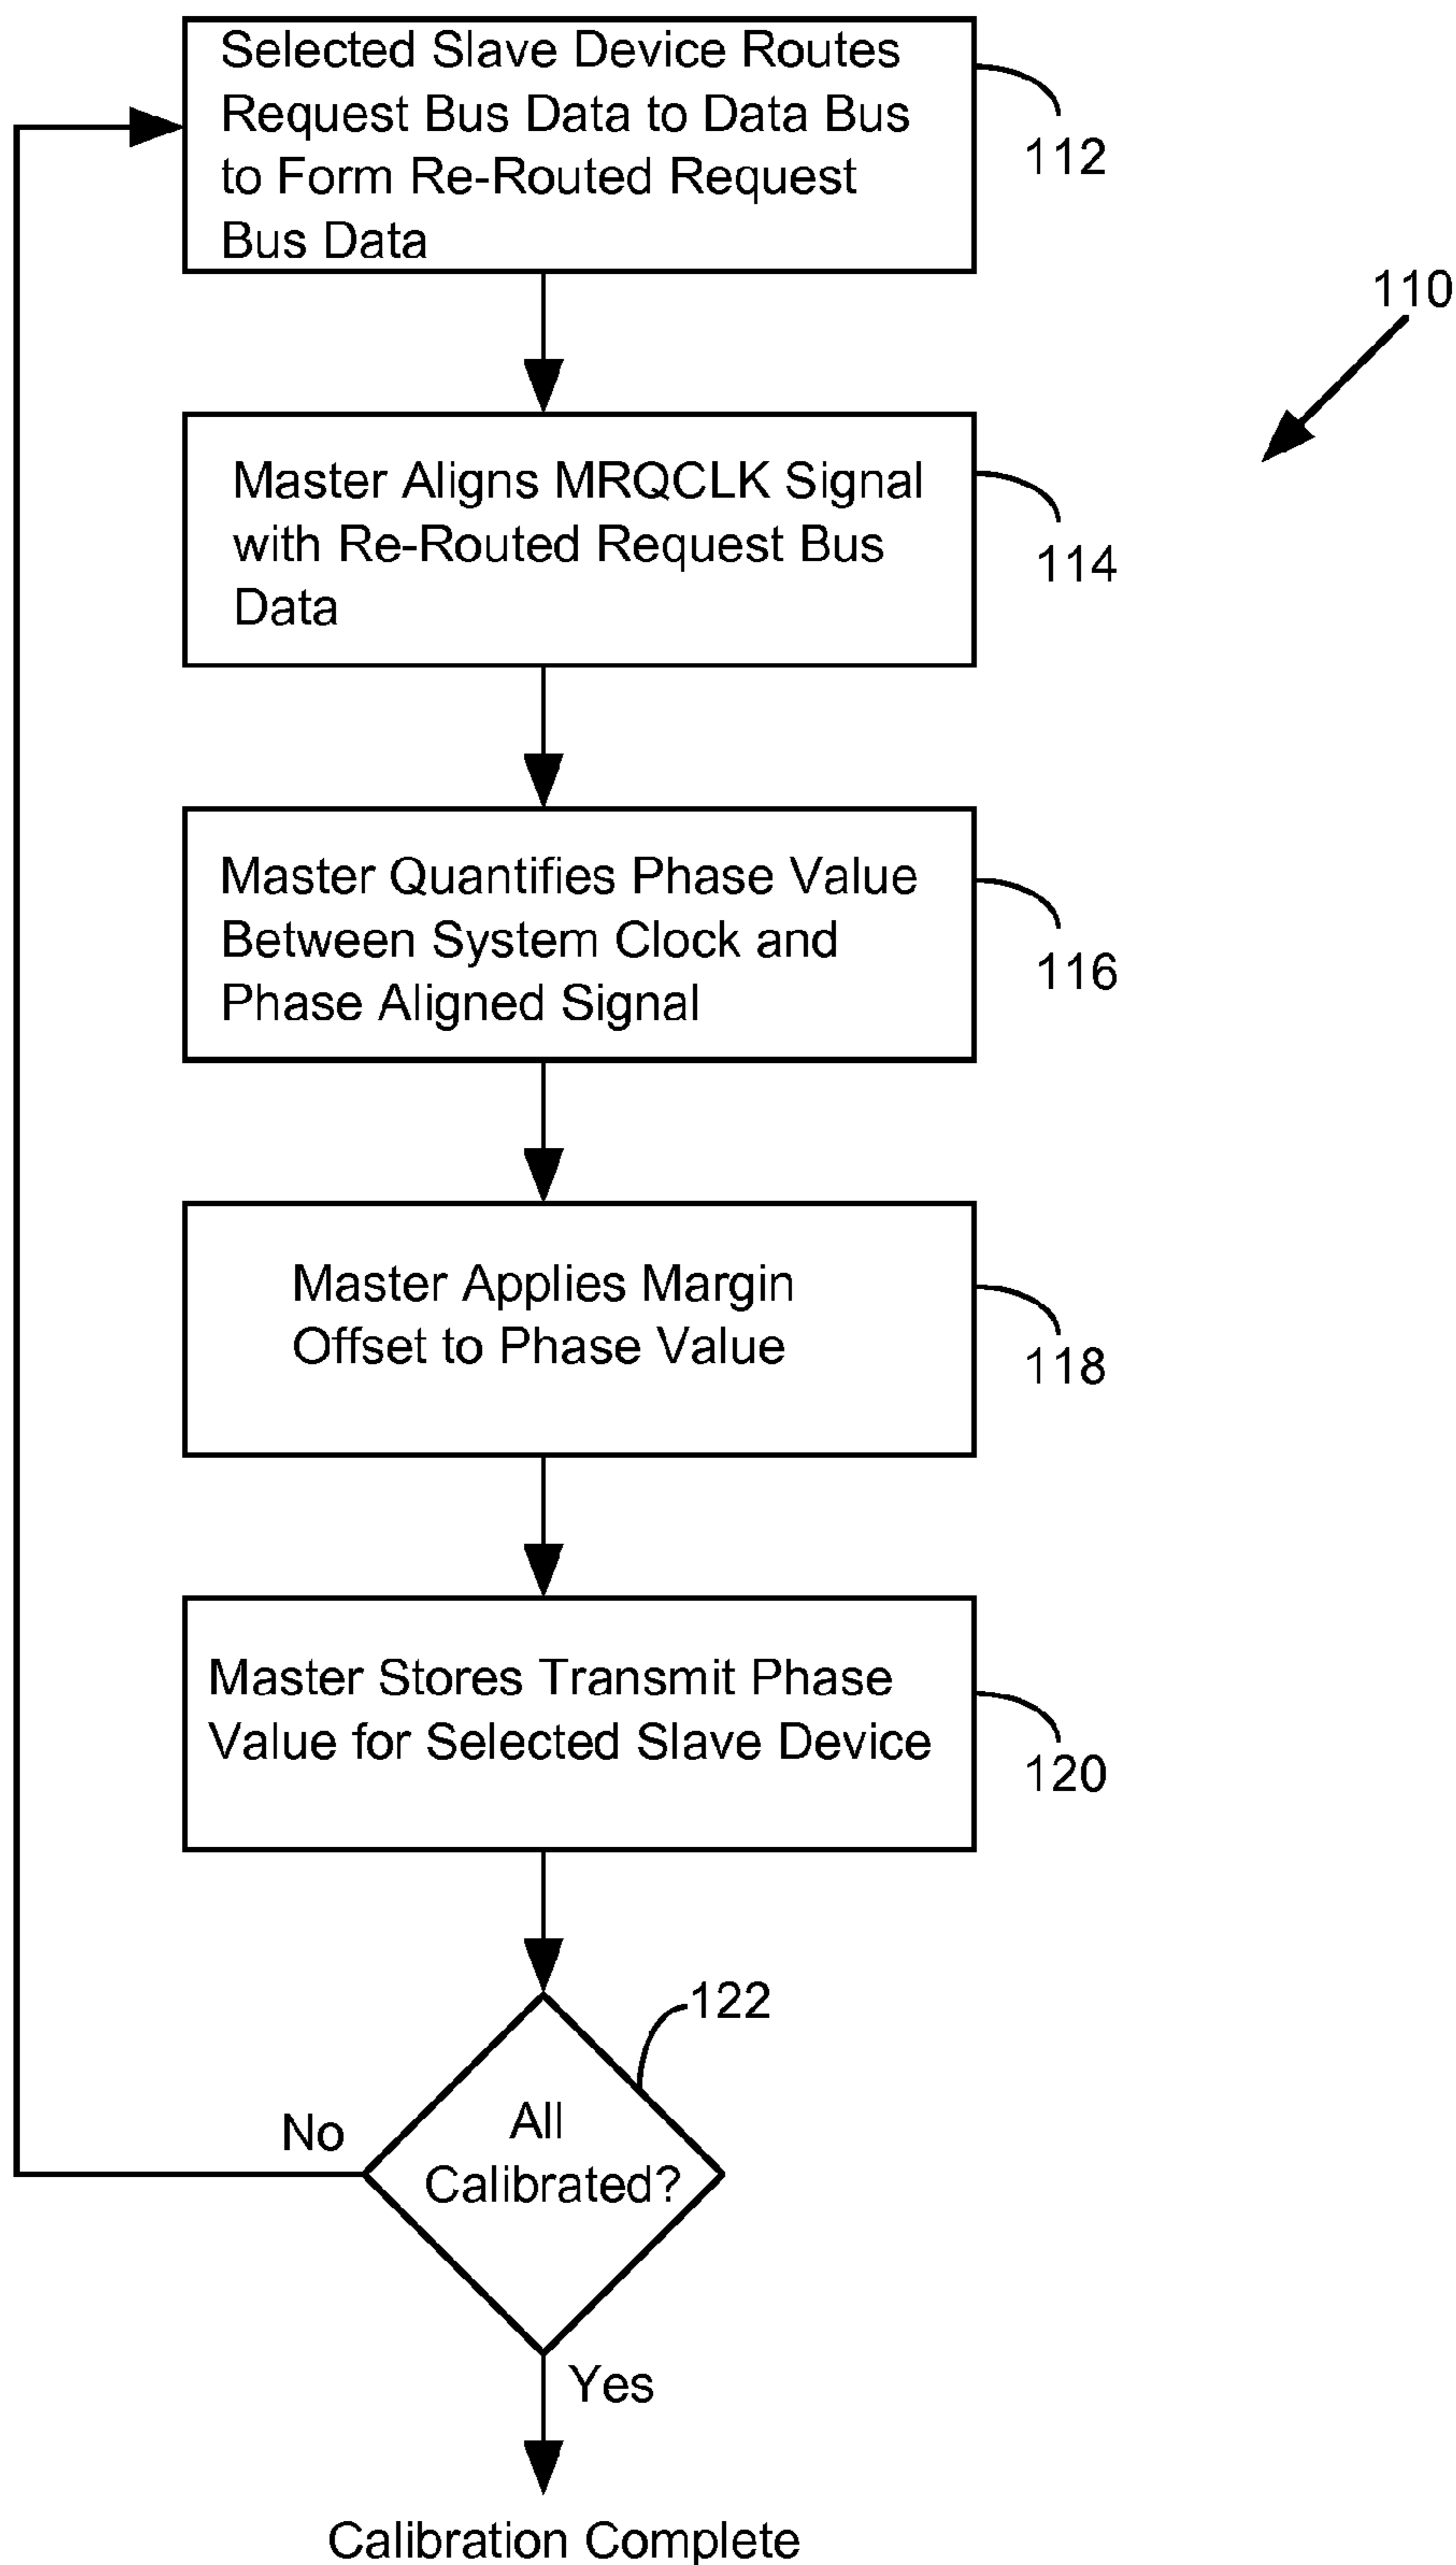 Selected Slave Device Routes
Request Bus Data to Data Bus
to Form Re-Routed Request
Bus Data
112
110
Master Aligns MRQCLK Signal
with Re-Routed Request Bus
Data
114
Master Quantifies Phase Value
Between System Clock and
Phase Aligned Signal
116
Master Applies Margin
Offset to Phase Value
118
Master Stores Transmit Phase
Value for Selected Slave Device
120
122
All
Calibrated?
No
Yes
Calibration Complete